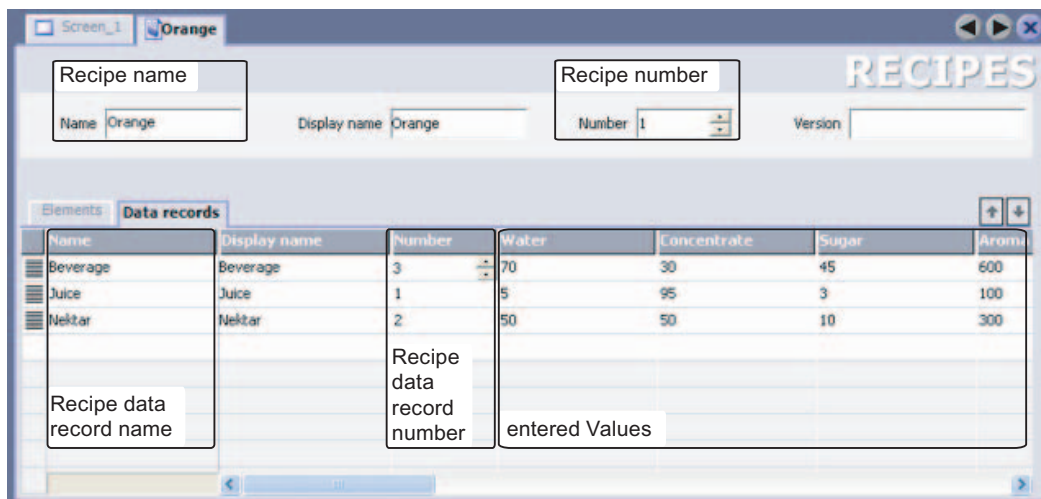 Screen_1 Orange
Recipe name Recipe number RECIPES
Name Orange Display name Orange Number 1 Version
Elements Data records
Name Display name Number Water Concentrate Sugar Aroma
Beverage Beverage 3 70 30 45 600
Juice Juice 1 5 95 3 100
Nektar Nektar 2 50 50 10 300
Recipe data record name
Recipe data record number
entered Values